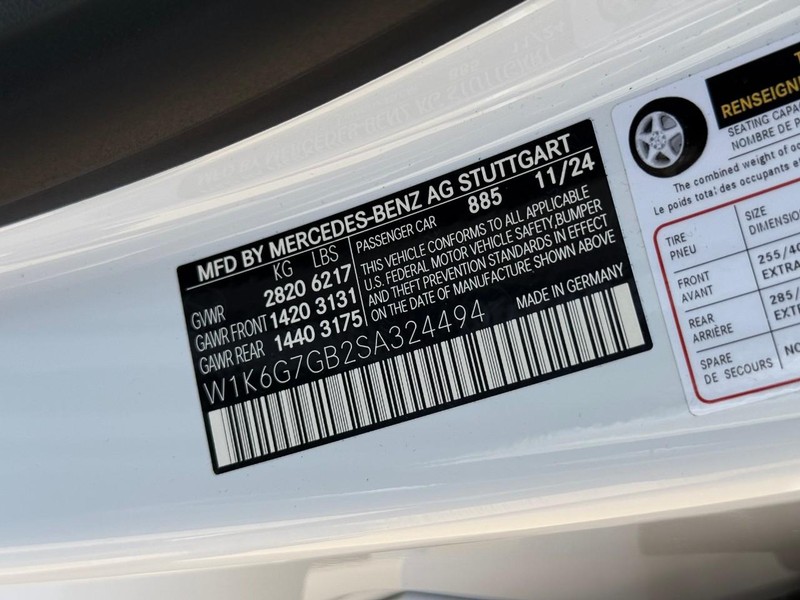 MFD BY MERCEDES-BENZ AG STUTTGART
KG LBS
GVWR 2820 6217
GAWR FRONT 1420 3131
GAWR REAR 1440 3175
PASSENGER CAR 885 11/24
THIS VEHICLE CONFORMS TO ALL APPLICABLE
U.S. FEDERAL MOTOR VEHICLE SAFETY, BUMPER
AND THEFT PREVENTION STANDARDS IN EFFECT
ON THE DATE OF MANUFACTURE SHOWN ABOVE
MADE IN GERMANY
W1K6G7GB2SA324494
RENSEIGN
SEATING CAPA
NOMBRE DE P
The combined weight of oc
Le poids total des occupants e
TIRE
PNEU
SIZE
DIMENSIO
FRONT
AVANT
255/40
EXTRA
REAR
ARRIÈRE
285/
EXT
SPARE
DE SECOURS
NO